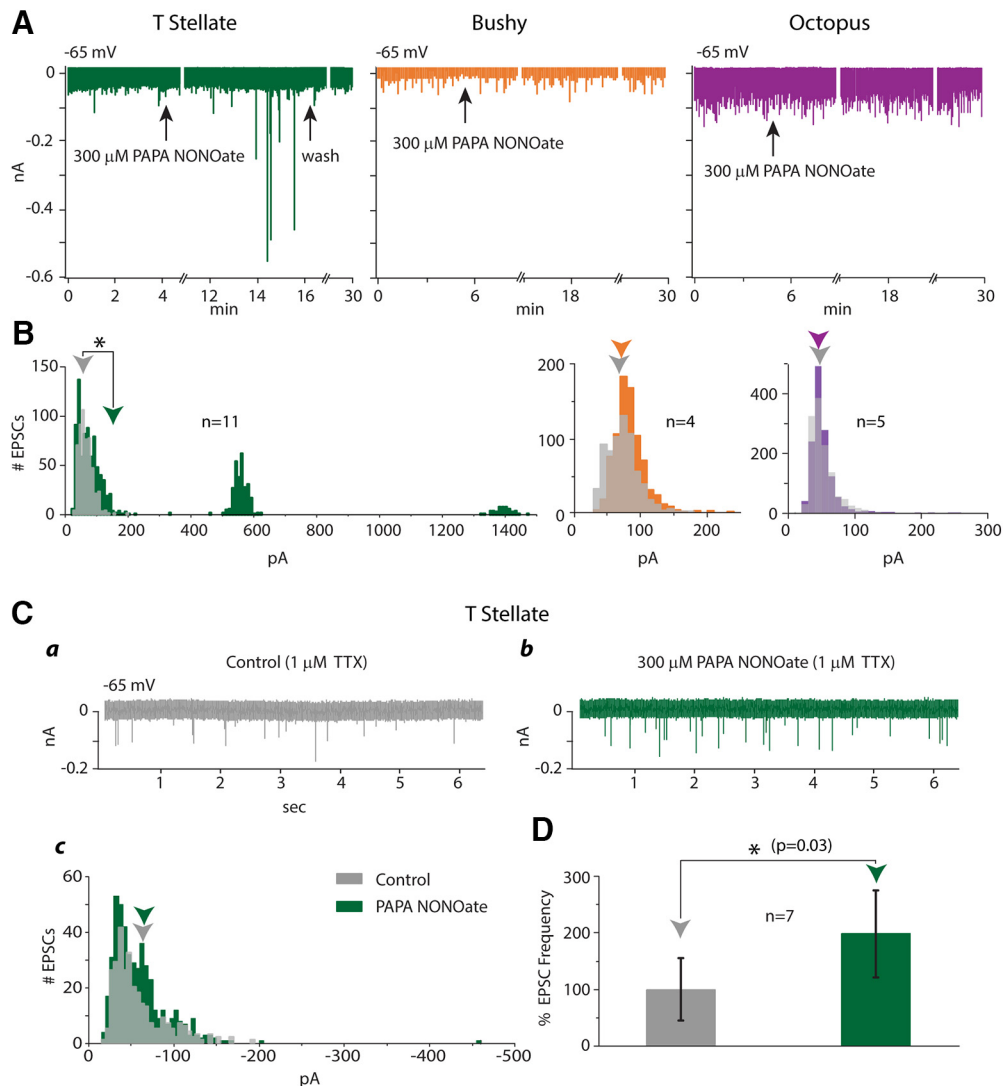 A
T Stellate
Bushy
Octopus
-65 mV
-65 mV
-65 mV
0
-0.2
-0.4
-0.6
nA
300 μM PAPA NONOate
wash
300 μM PAPA NONOate
300 μM PAPA NONOate
0 2 4 12 14 16 30
min
0 6 18 30
min
0 6 18 30
min
B
*
150
100
50
0
# EPSCs
n=11
0 200 400 600 800 1000 1200 1400
pA
200
100
0
n=4
0 100 200
pA
400
200
0
n=5
0 100 200 300
pA
C
T Stellate
a
Control (1 μM TTX)
-65 mV
0
-0.2
nA
1 2 3 4 5 6
sec
b
300 μM PAPA NONOate (1 μM TTX)
0
-0.2
nA
1 2 3 4 5 6
c
60
40
20
0
# EPSCs
Control
PAPA NONOate
0 -100 -200 -300 -400 -500
pA
D
* (p=0.03)
300
200
100
0
% EPSC Frequency
n=7